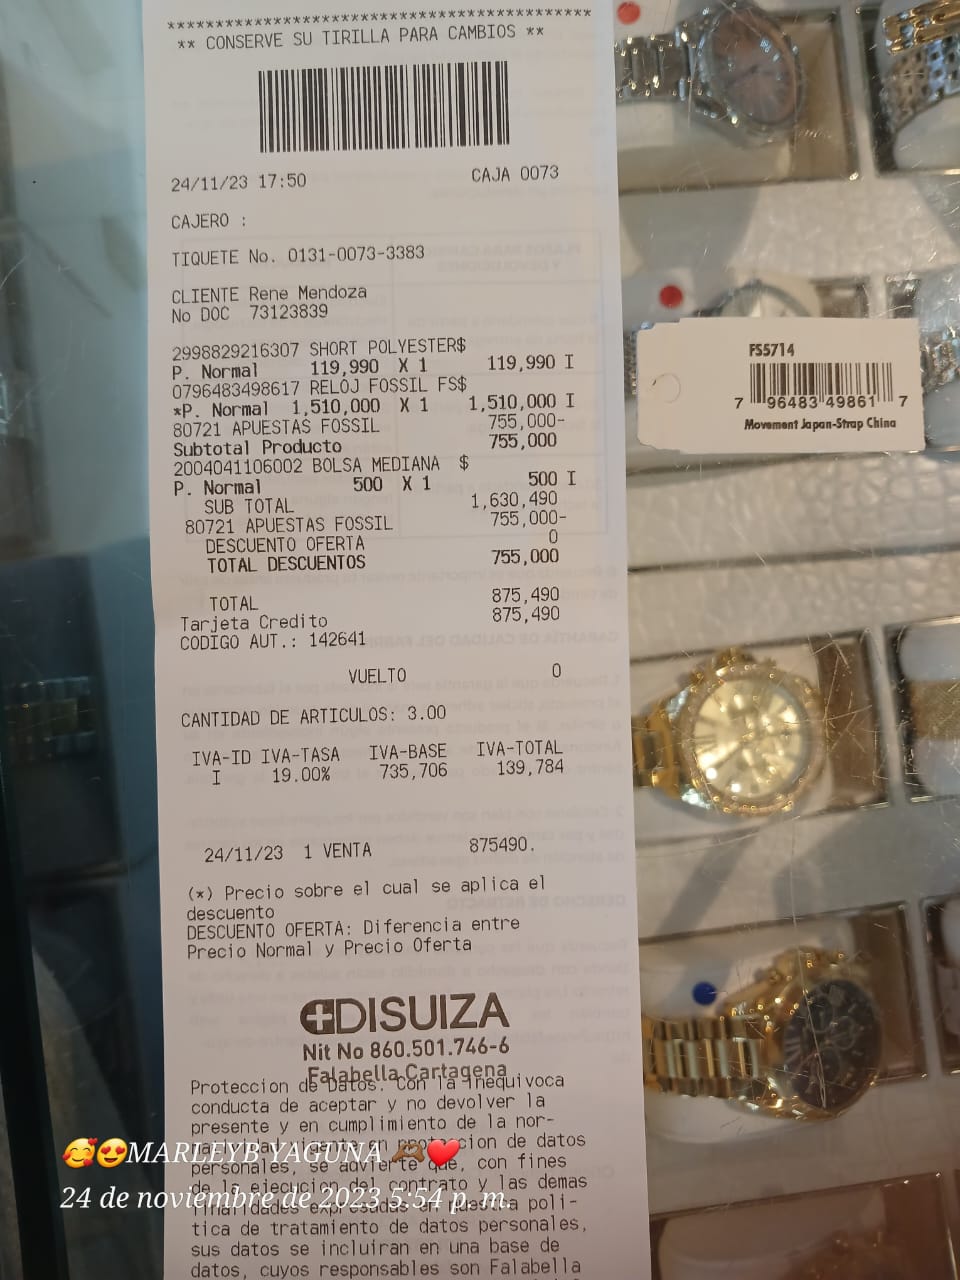 ****************************************
** CONSERVE SU TIRILLA PARA CAMBIOS **
24/11/23 17:50 CAJA 0073
CAJERO :
TIQUETE No. 0131-0073-3383
CLIENTE Rene Mendoza
No DOC 73123839
2998829216307 SHORT POLYESTER$
P. Normal 119,990 X 1 119,990 I
0796483498617 RELOJ FOSSIL FS$
*P. Normal 1,510,000 X 1 1,510,000 I
80721 APUESTAS FOSSIL 755,000-
Subtotal Producto 755,000
2004041106002 BOLSA MEDIANA $
P. Normal 500 X 1 500 I
SUB TOTAL 1,630,490
80721 APUESTAS FOSSIL 755,000-
DESCUENTO OFERTA 0
TOTAL DESCUENTOS 755,000
TOTAL 875,490
Tarjeta Credito 875,490
CODIGO AUT.: 142641
VUELTO 0
CANTIDAD DE ARTICULOS: 3.00
IVA-ID IVA-TASA IVA-BASE IVA-TOTAL
I 19.00% 735,706 139,784
24/11/23 1 VENTA 875490.
(*) Precio sobre el cual se aplica el
descuento
DESCUENTO OFERTA: Diferencia entre
Precio Normal y Precio Oferta
DISUIZA
Nit No 860.501.746-6
Falabella Cartagena
Proteccion de Datos. Con la inequivoca
conducta de aceptar y no devolver la
presente y en cumplimiento de la nor-
en proteccion de datos
personales, se advierte que, con fines
de la ejecucion del contrato y las demas
finalidades expresadas en nuestra poli-
tica de tratamiento de datos personales,
sus datos se incluiran en una base de
datos, cuyos responsables son Falabella
🥰😍MARLEYB YAGUNA 🫶🏽❤️
24 de noviembre de 2023 5:54 p. m.
FS5714
7 96483 49861 7
Movement Japan-Strap China